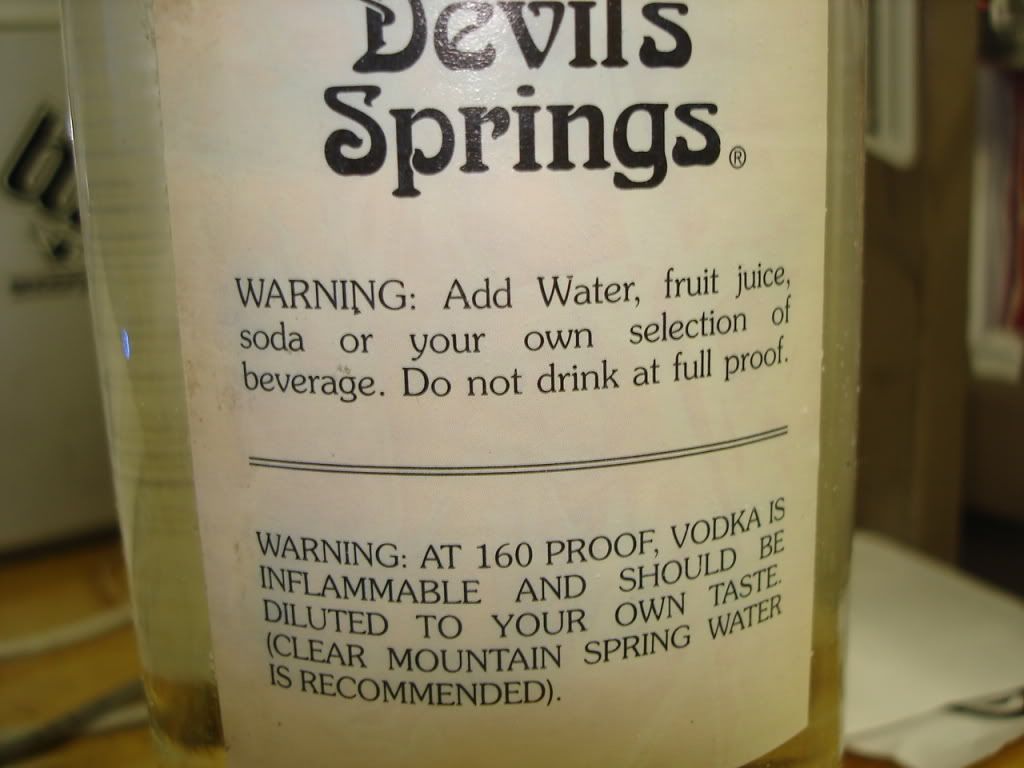 Devil's
Springs®
WARNING: Add Water, fruit juice,
soda or your own selection of
beverage. Do not drink at full proof.
WARNING: AT 160 PROOF, VODKA IS
INFLAMMABLE AND SHOULD BE
DILUTED TO YOUR OWN TASTE.
(CLEAR MOUNTAIN SPRING WATER
IS RECOMMENDED).